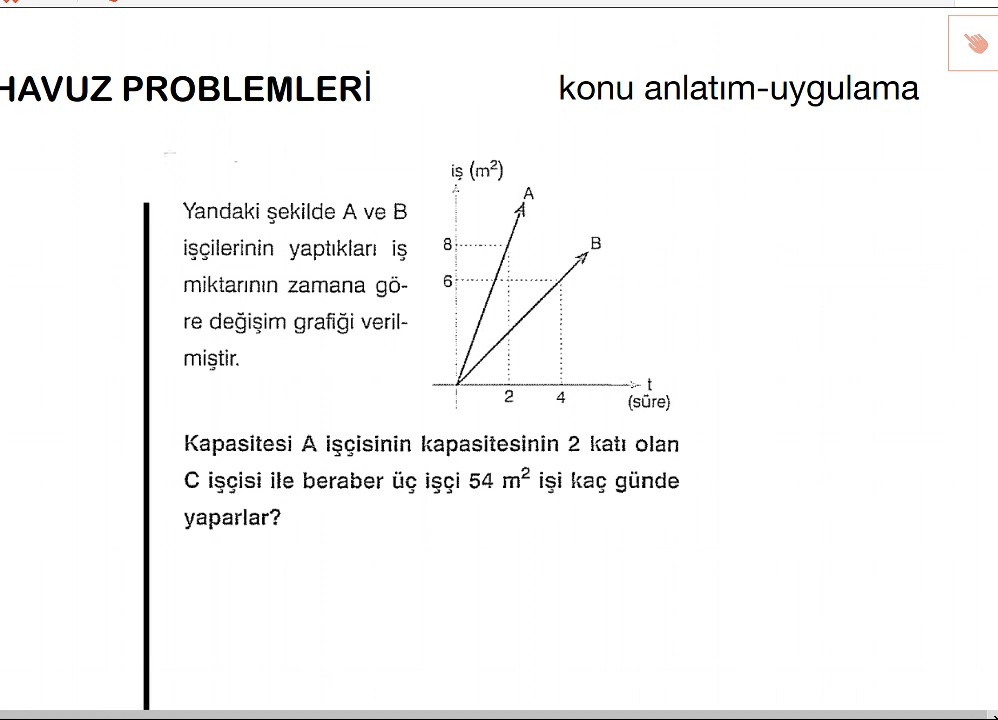 HAVUZ PROBLEMLERİ
konu anlatım-uygulama
Yandaki şekilde A ve B
işçilerinin yaptıkları iş
miktarının zamana gö-
re değişim grafiği veril-
miştir.
iş (m²)
A
B
8
6
2
4
t
(süre)
Kapasitesi A işçisinin kapasitesinin 2 katı olan
C işçisi ile beraber üç işçi 54 m² işi kaç günde
yaparlar?